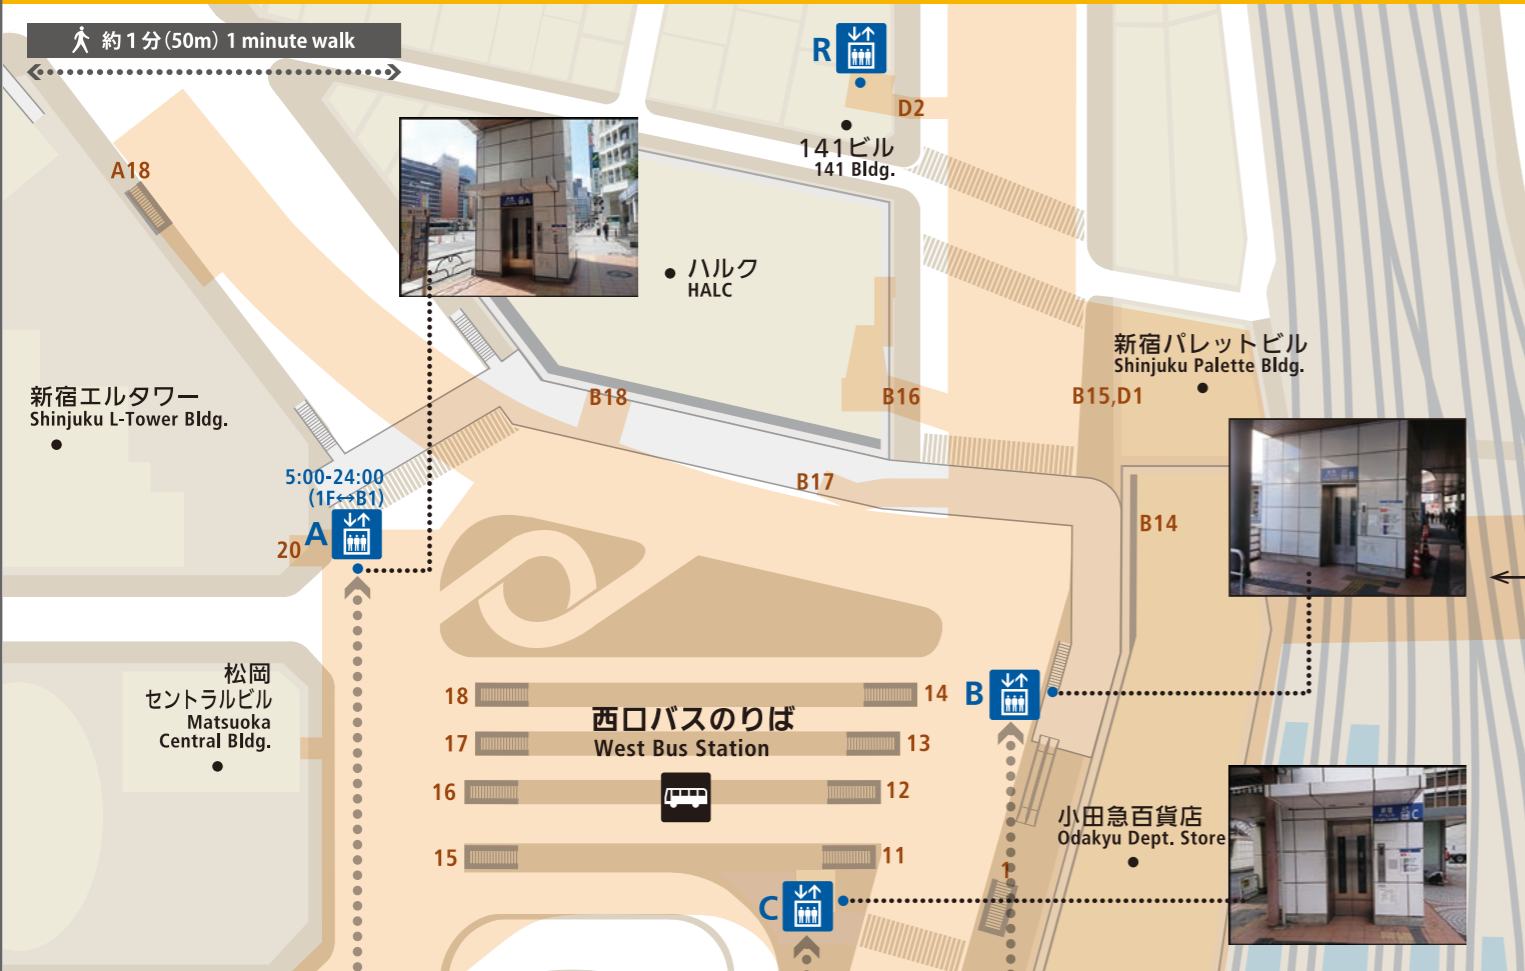 約1分(50m) 1 minute walk
R
D2
141ビル
141 Bldg.
A18
ハルク
HALC
新宿パレットビル
Shinjuku Palette Bldg.
新宿エルタワー
Shinjuku L-Tower Bldg.
B18
B16
B15,D1
5:00-24:00
(1F↔B1)
A
20
B17
B14
松岡
セントラルビル
Matsuoka
Central Bldg.
18
14
B
西口バスのりば
West Bus Station
17
13
16
12
小田急百貨店
Odakyu Dept. Store
15
11
1
C